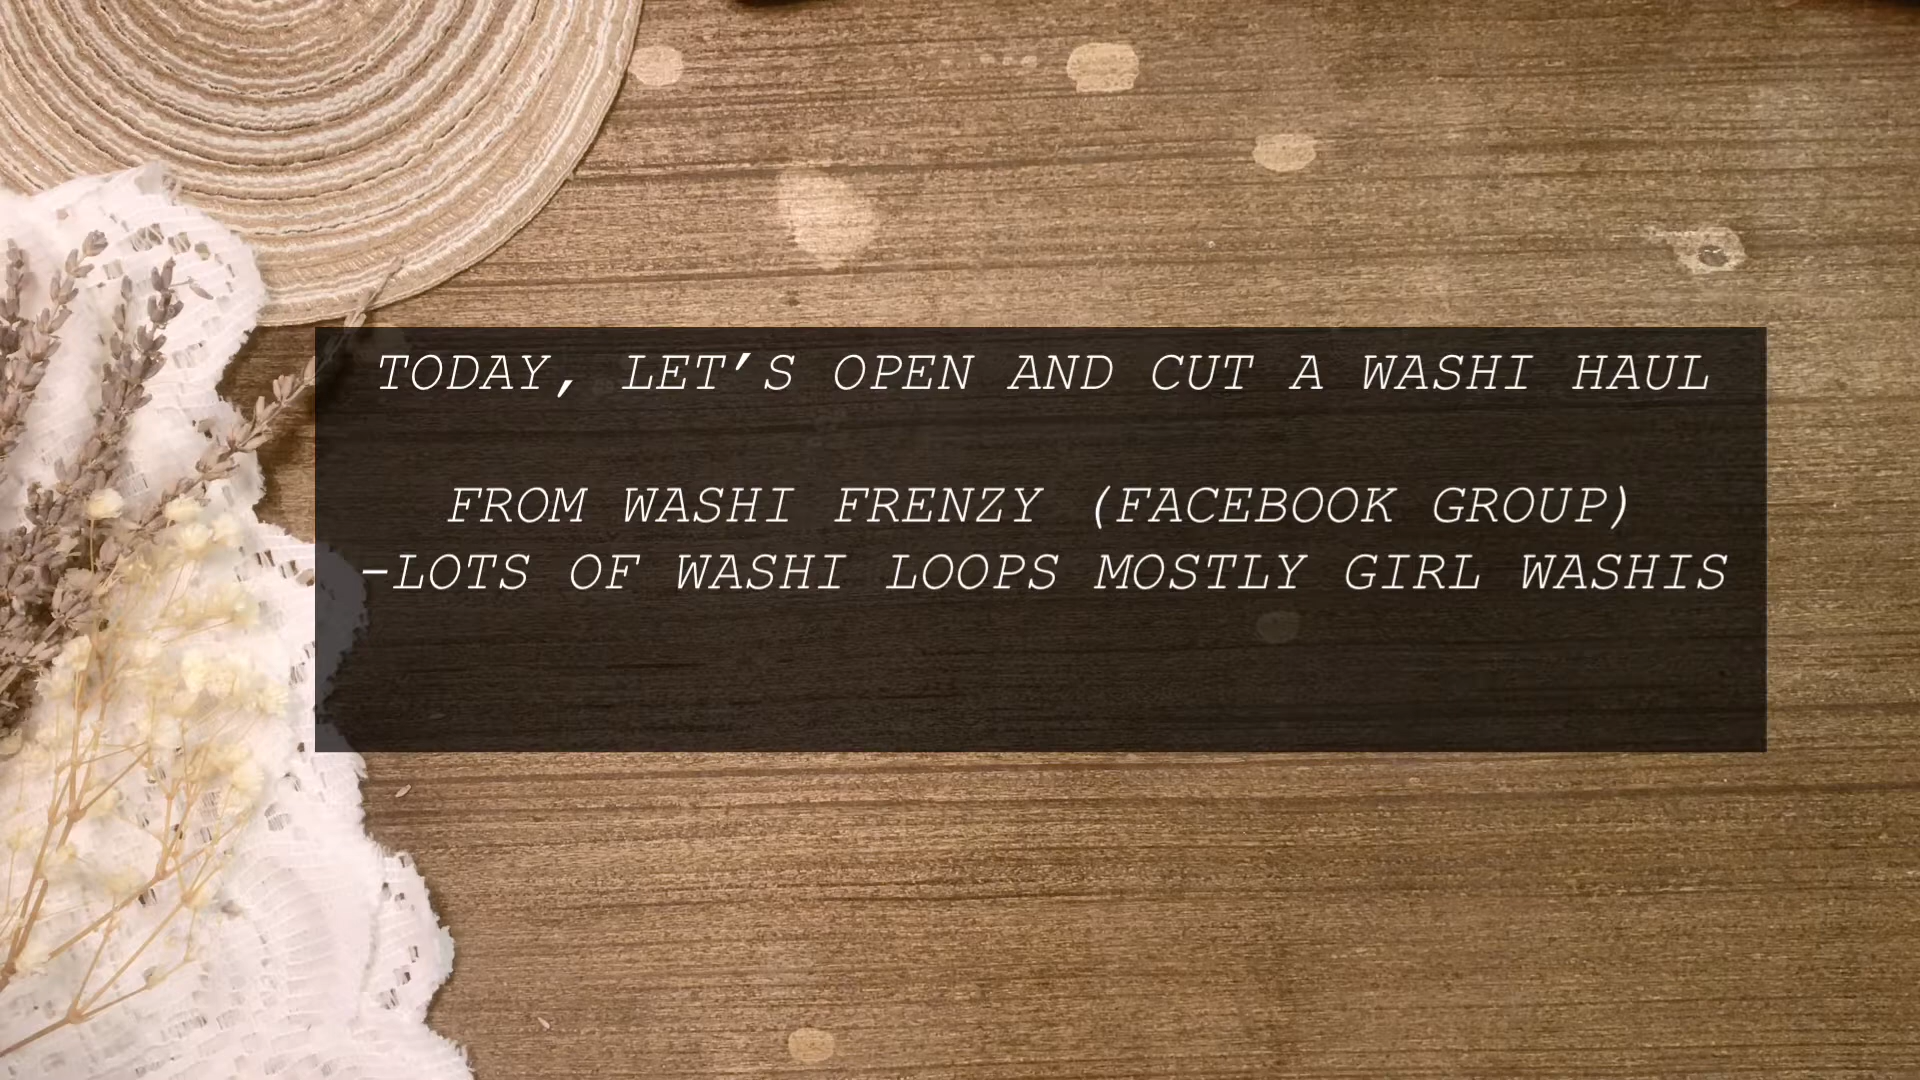 TODAY, LET'S OPEN AND CUT A WASHI HAUL
FROM WASHI FRENZY (FACEBOOK GROUP)
-LOTS OF WASHI LOOPS MOSTLY GIRL WASHIS